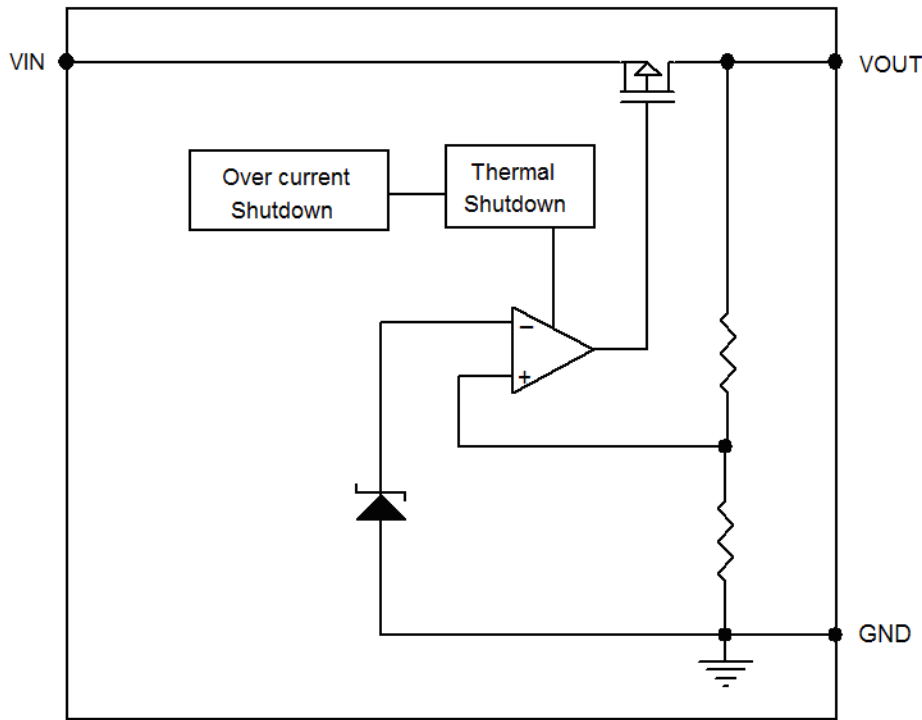 VIN
VOUT
Over current
Shutdown
Thermal
Shutdown
−
+
GND